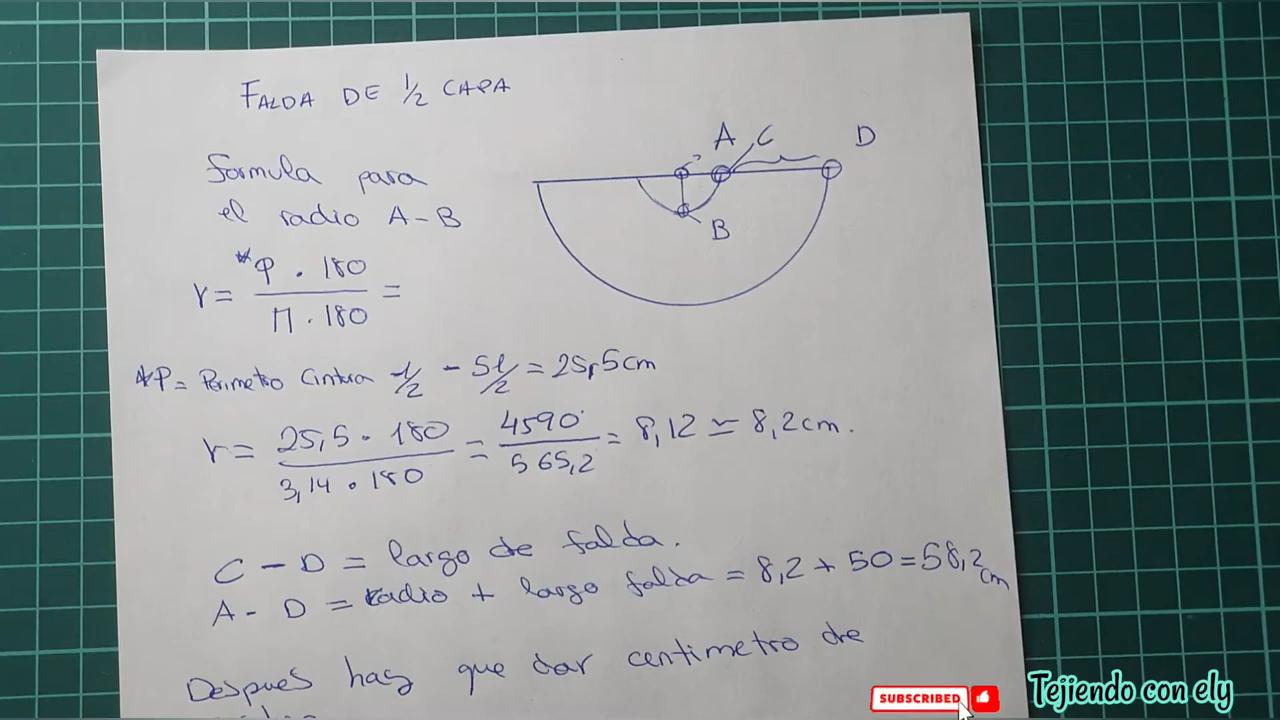 FALDA DE 1/2 CAPA
A C D
formula para
el radio A-B
B
*P . 180
r= ——— =
π . 180
*P= Perimetro Cintura 1/2 - 51/2 = 25,5cm
r= 25,5 . 180 / 3,14 . 180 = 4590 / 565,2 = 8,12 ≃ 8,2cm.
C - D = largo de falda.
A - D = radio + largo falda = 8,2 + 50 = 58,2 cm
Despues hay que dar centimetro de
SUBSCRIBED
Tejiendo con ely